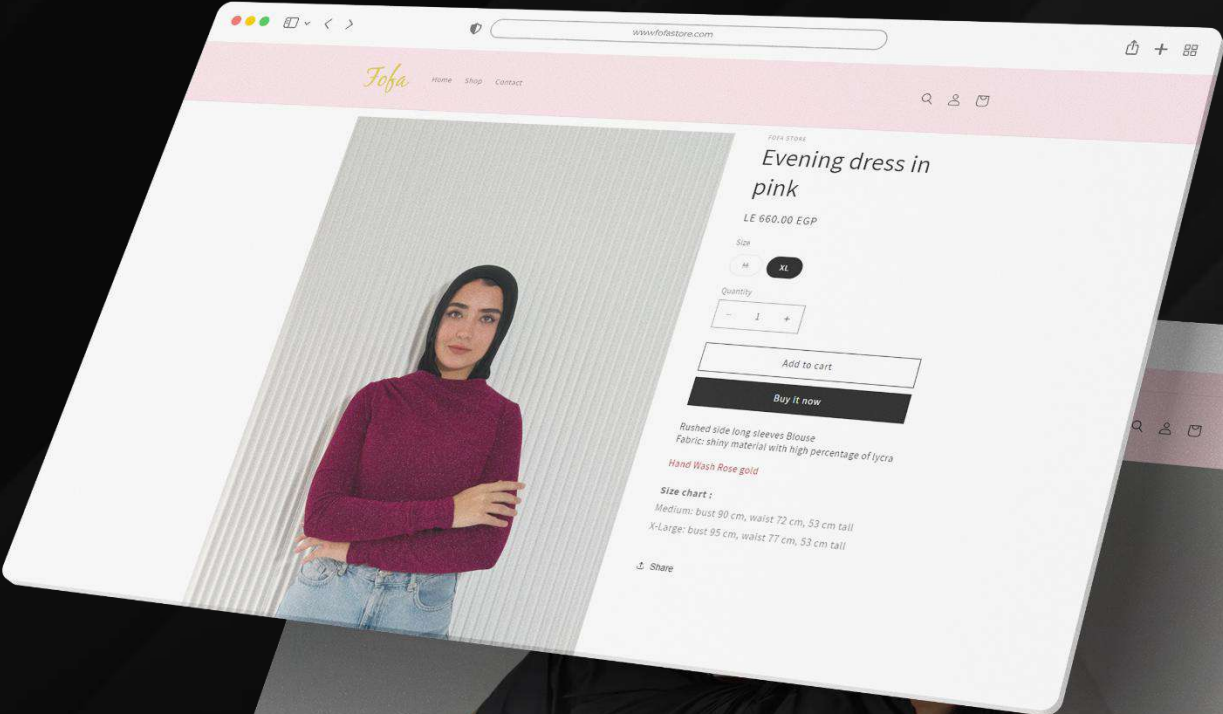 www.fofastore.com
Fofa
Home Shop Contact
FOFA STORE
Evening dress in
pink
LE 660.00 EGP
Size
M XL
Quantity
− 1 +
Add to cart
Buy it now
Rushed side long sleeves Blouse
Fabric: shiny material with high percentage of lycra
Hand Wash Rose gold
Size chart :
Medium: bust 90 cm, waist 72 cm, 53 cm tall
X-Large: bust 95 cm, waist 77 cm, 53 cm tall
Share